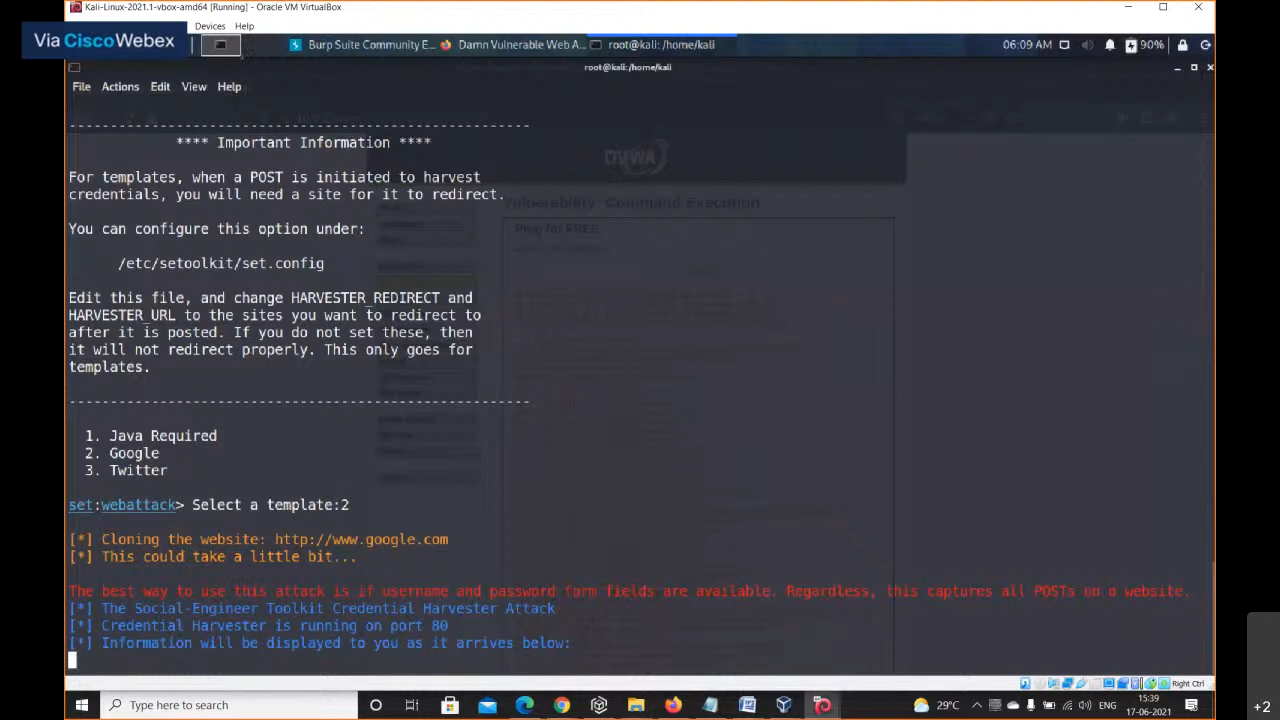 Kali-Linux-2021.1-vbox-amd64 [Running] - Oracle VM VirtualBox
Via CiscoWebex
Devices Help
Burp Suite Community E... Damn Vulnerable Web A... root@kali: /home/kali 06:09 AM 90%
root@kali: /home/kali
File Actions Edit View Help
DVWA
Vulnerability: Command Execution
Ping for FREE
-------------------------------------------------------
**** Important Information ****
For templates, when a POST is initiated to harvest
credentials, you will need a site for it to redirect.
You can configure this option under:
/etc/setoolkit/set.config
Edit this file, and change HARVESTER_REDIRECT and
HARVESTER_URL to the sites you want to redirect to
after it is posted. If you do not set these, then
it will not redirect properly. This only goes for
templates.
-------------------------------------------------------
1. Java Required
2. Google
3. Twitter
set:webattack> Select a template:2
[*] Cloning the website: http://www.google.com
[*] This could take a little bit...
The best way to use this attack is if username and password form fields are available. Regardless, this captures all POSTs on a website.
[*] The Social-Engineer Toolkit Credential Harvester Attack
[*] Credential Harvester is running on port 80
[*] Information will be displayed to you as it arrives below:
Right Ctrl
Type here to search
29°C
ENG
15:39
17-06-2021
+2